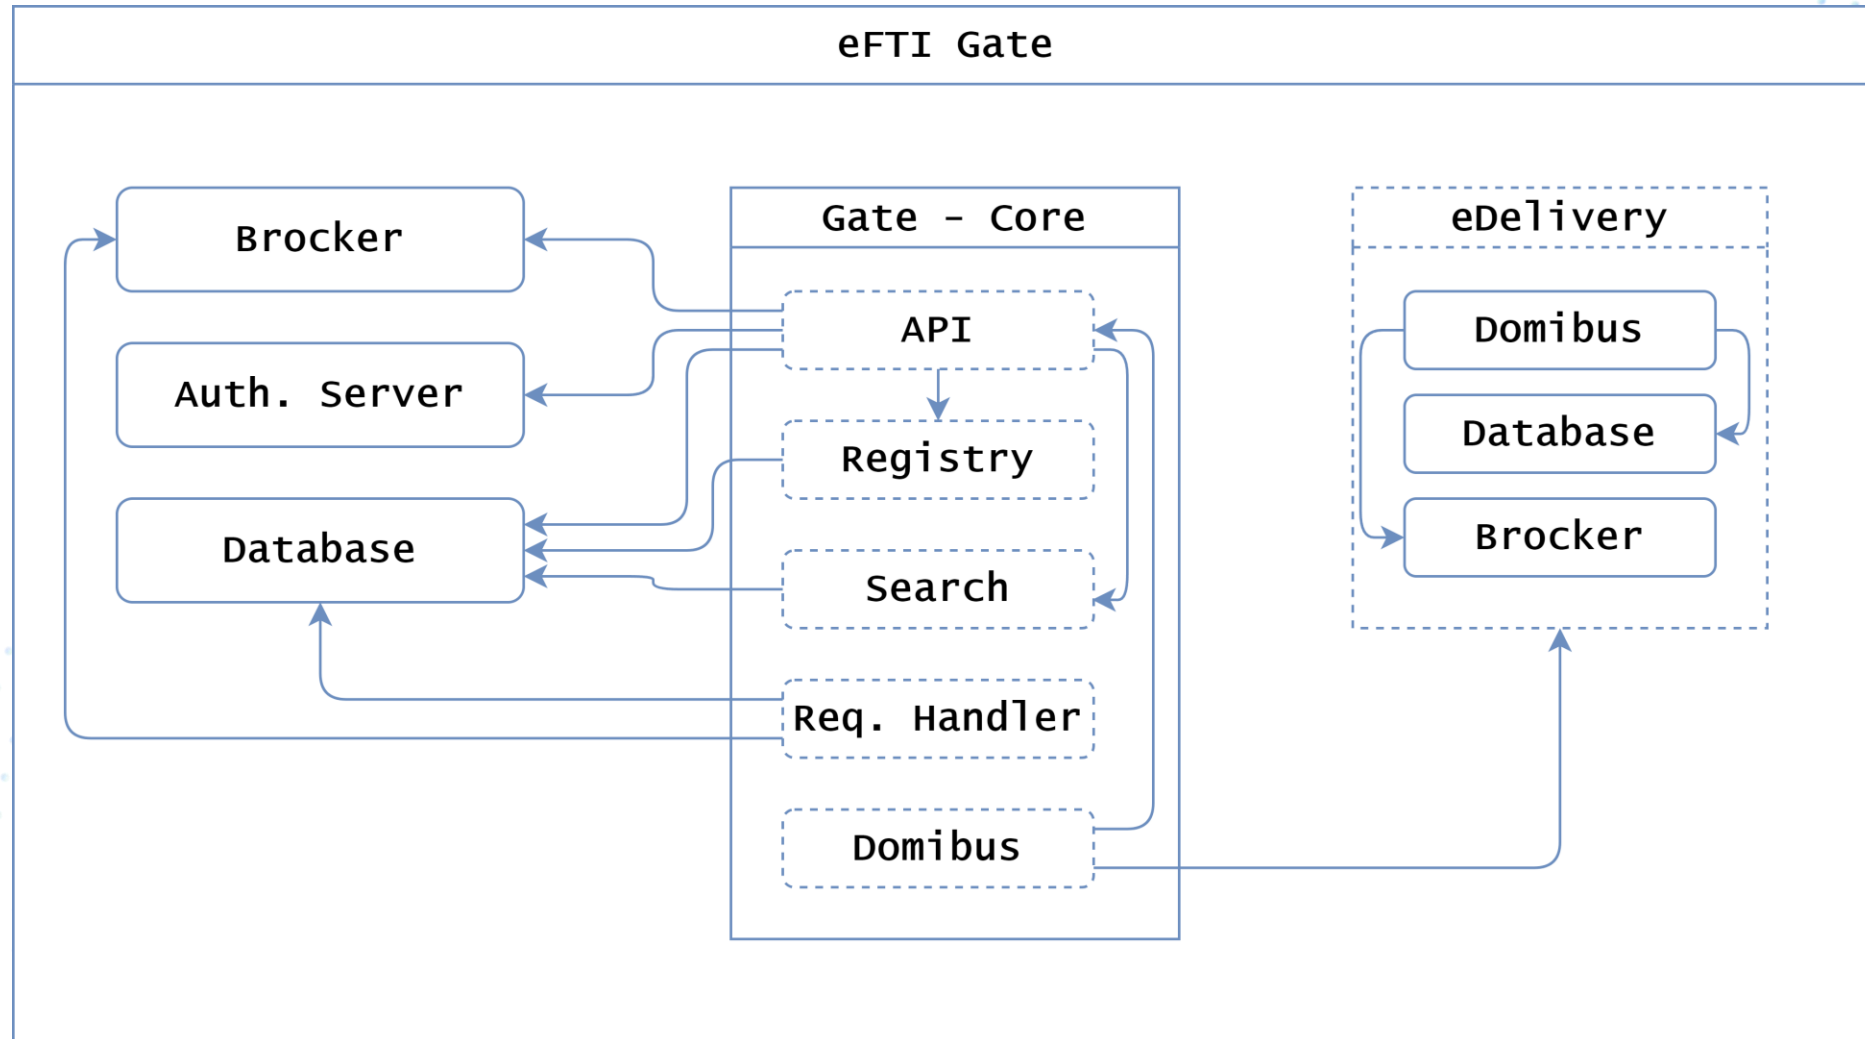 eFTI Gate
Brocker
Auth. Server
Database
Gate – Core
API
Registry
Search
Req. Handler
Domibus
eDelivery
Domibus
Database
Brocker